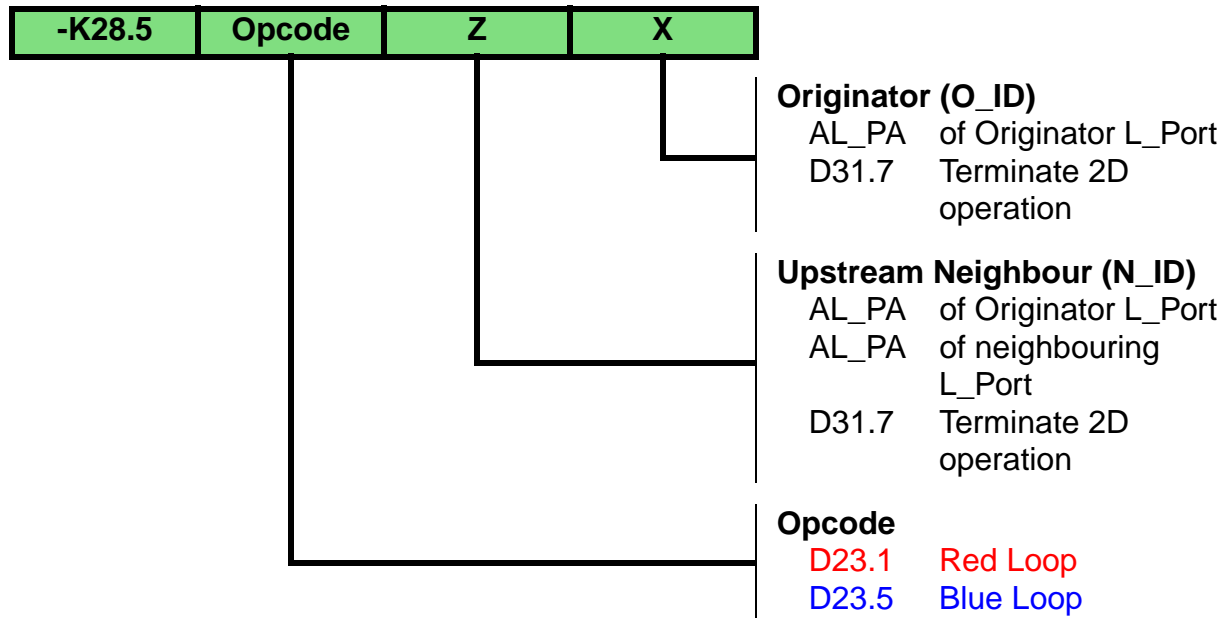 -K28.5 Opcode Z X
Originator (O_ID)
AL_PA of Originator L_Port
D31.7 Terminate 2D
operation
Upstream Neighbour (N_ID)
AL_PA of Originator L_Port
AL_PA of neighbouring
L_Port
D31.7 Terminate 2D
operation
Opcode
D23.1 Red Loop
D23.5 Blue Loop